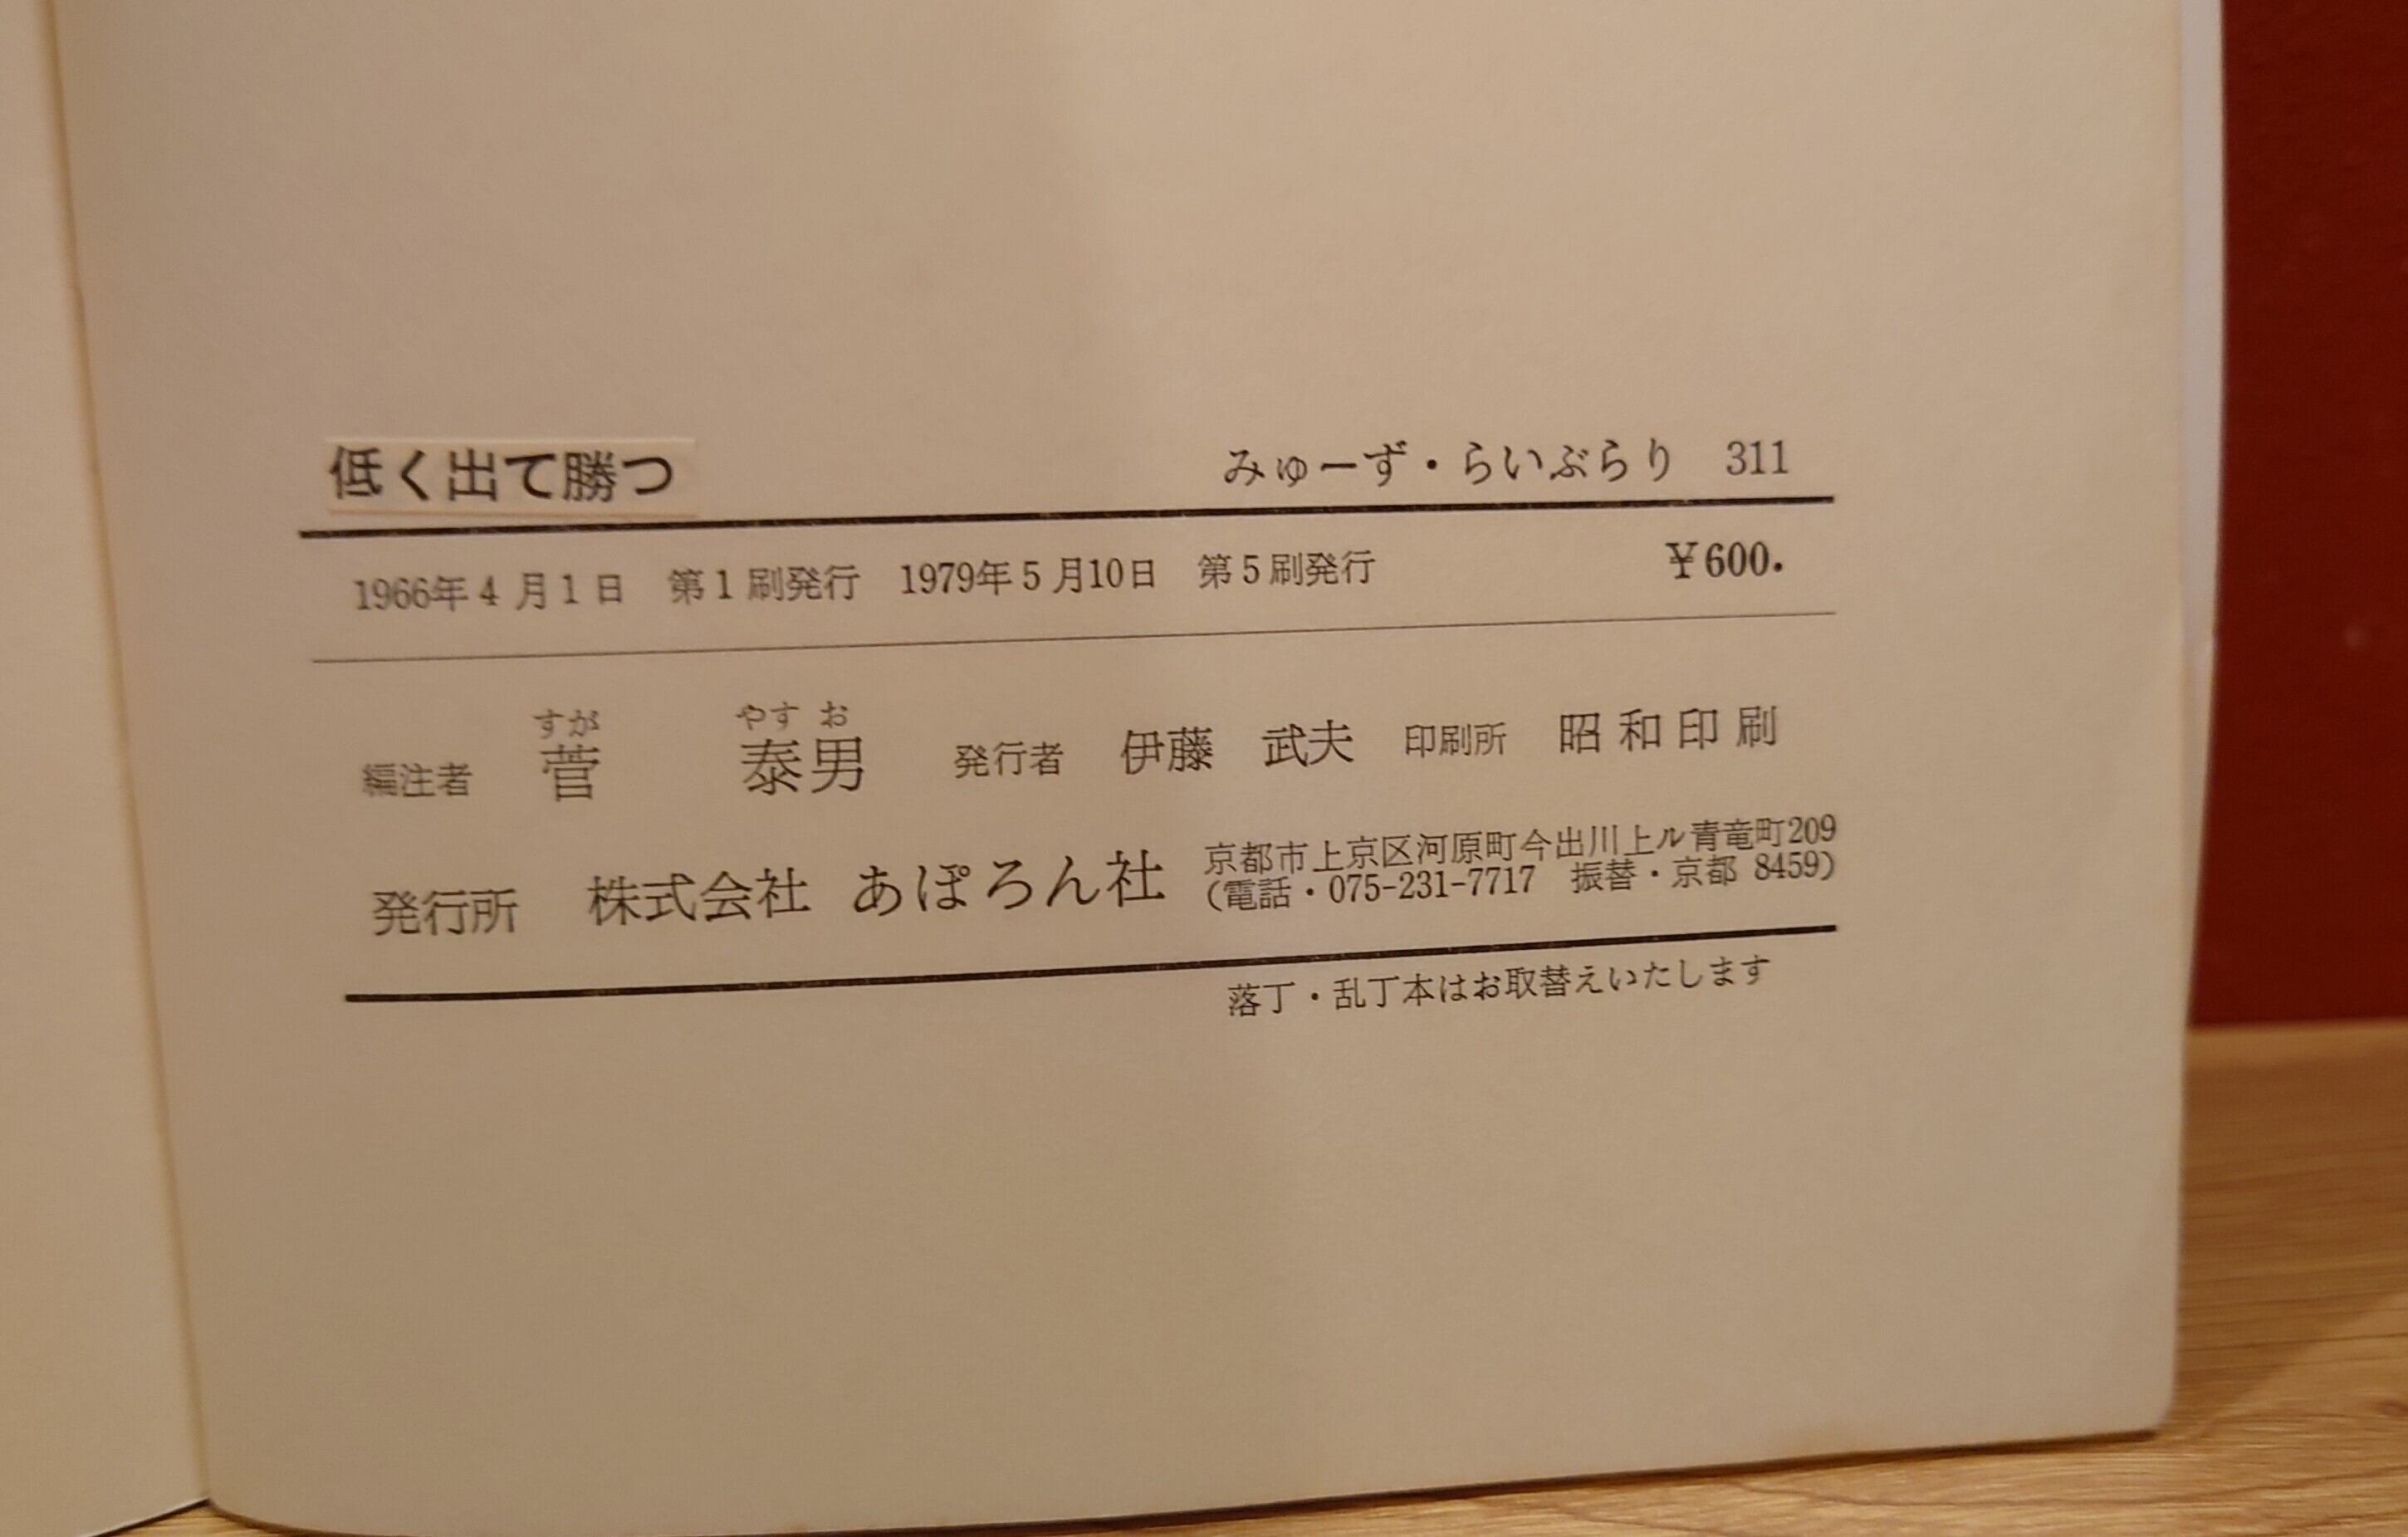 低く出て勝つ　みゅーず・らいぶらり　311
1966年4月1日　第1刷発行　1979年5月10日　第5刷発行　¥600.
すが　やす お
編注者　菅　泰男　発行者　伊藤　武夫　印刷所　昭和印刷
発行所　株式会社　あぽろん社　京都市上京区河原町今出川上ル青竜町209
(電話・075-231-7717　振替・京都 8459)
落丁・乱丁本はお取替えいたします